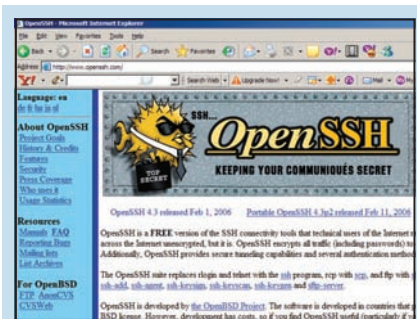 OpenSSH - Microsoft Internet Explorer
File Edit View Favorites Tools Help
Back Search Favorites
Address http://www.openssh.com/
Y! Search Web Upgrade Now! Mail
Language: en
de fr
About OpenSSH
Project Goals
History & Credits
Features
Security
Press Coverage
Who uses it
Usage Statistics
Resources
Manuals FAQ
Reporting Bugs
Mailing lists
List Archives
For OpenBSD
FTP AnonCVS
CVSWeb
SSH...
TOP SECRET
OpenSSH
KEEPING YOUR COMMUNIQUÉS SECRET
OpenSSH 4.3 released Feb 1, 2006 Portable OpenSSH 4.3p2 released Feb 11, 2006
OpenSSH is a FREE version of the SSH connectivity tools that technical users of the Internet r
across the Internet unencrypted, but it is. OpenSSH encrypts all traffic (including passwords) to
Additionally, OpenSSH provides secure tunneling capabilities and several authentication method
The OpenSSH suite replaces rlogin and telnet with the ssh program, rcp with scp, and ftp with
ssh-add, ssh-agent, ssh-keysign, ssh-keyscan, ssh-keygen and sftp-server.
OpenSSH is developed by the OpenBSD Project. The software is developed in countries that
BSD license. However, development has costs, so if you find OpenSSH useful (particularly if